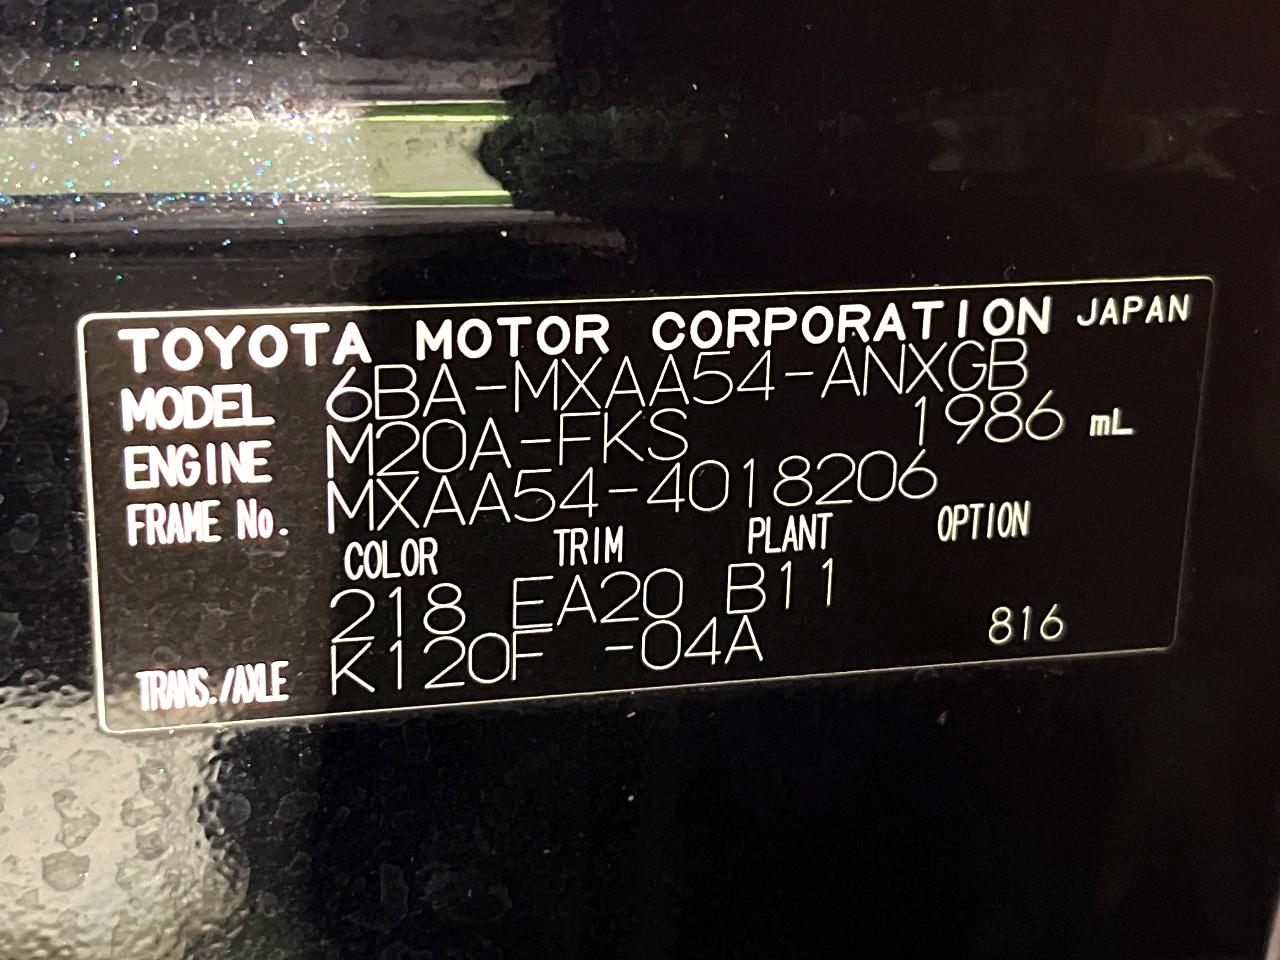 TOYOTA MOTOR CORPORATION JAPAN
MODEL 6BA-MXAA54-ANXGB
ENGINE M20A-FKS 1986 mL
FRAME No. MXAA54-4018206
COLOR TRIM PLANT OPTION
218 EA20 B11
TRANS./AXLE K120F -04A 816